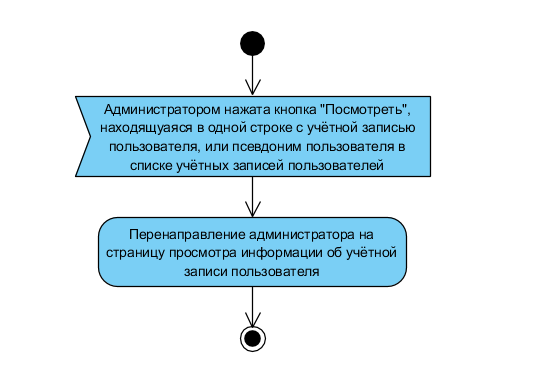 Администратором нажата кнопка "Посмотреть",
находящуаяся в одной строке с учётной записью
пользователя, или псевдоним пользователя в
списке учётных записей пользователей
Перенаправление администратора на
страницу просмотра информации об учётной
записи пользователя